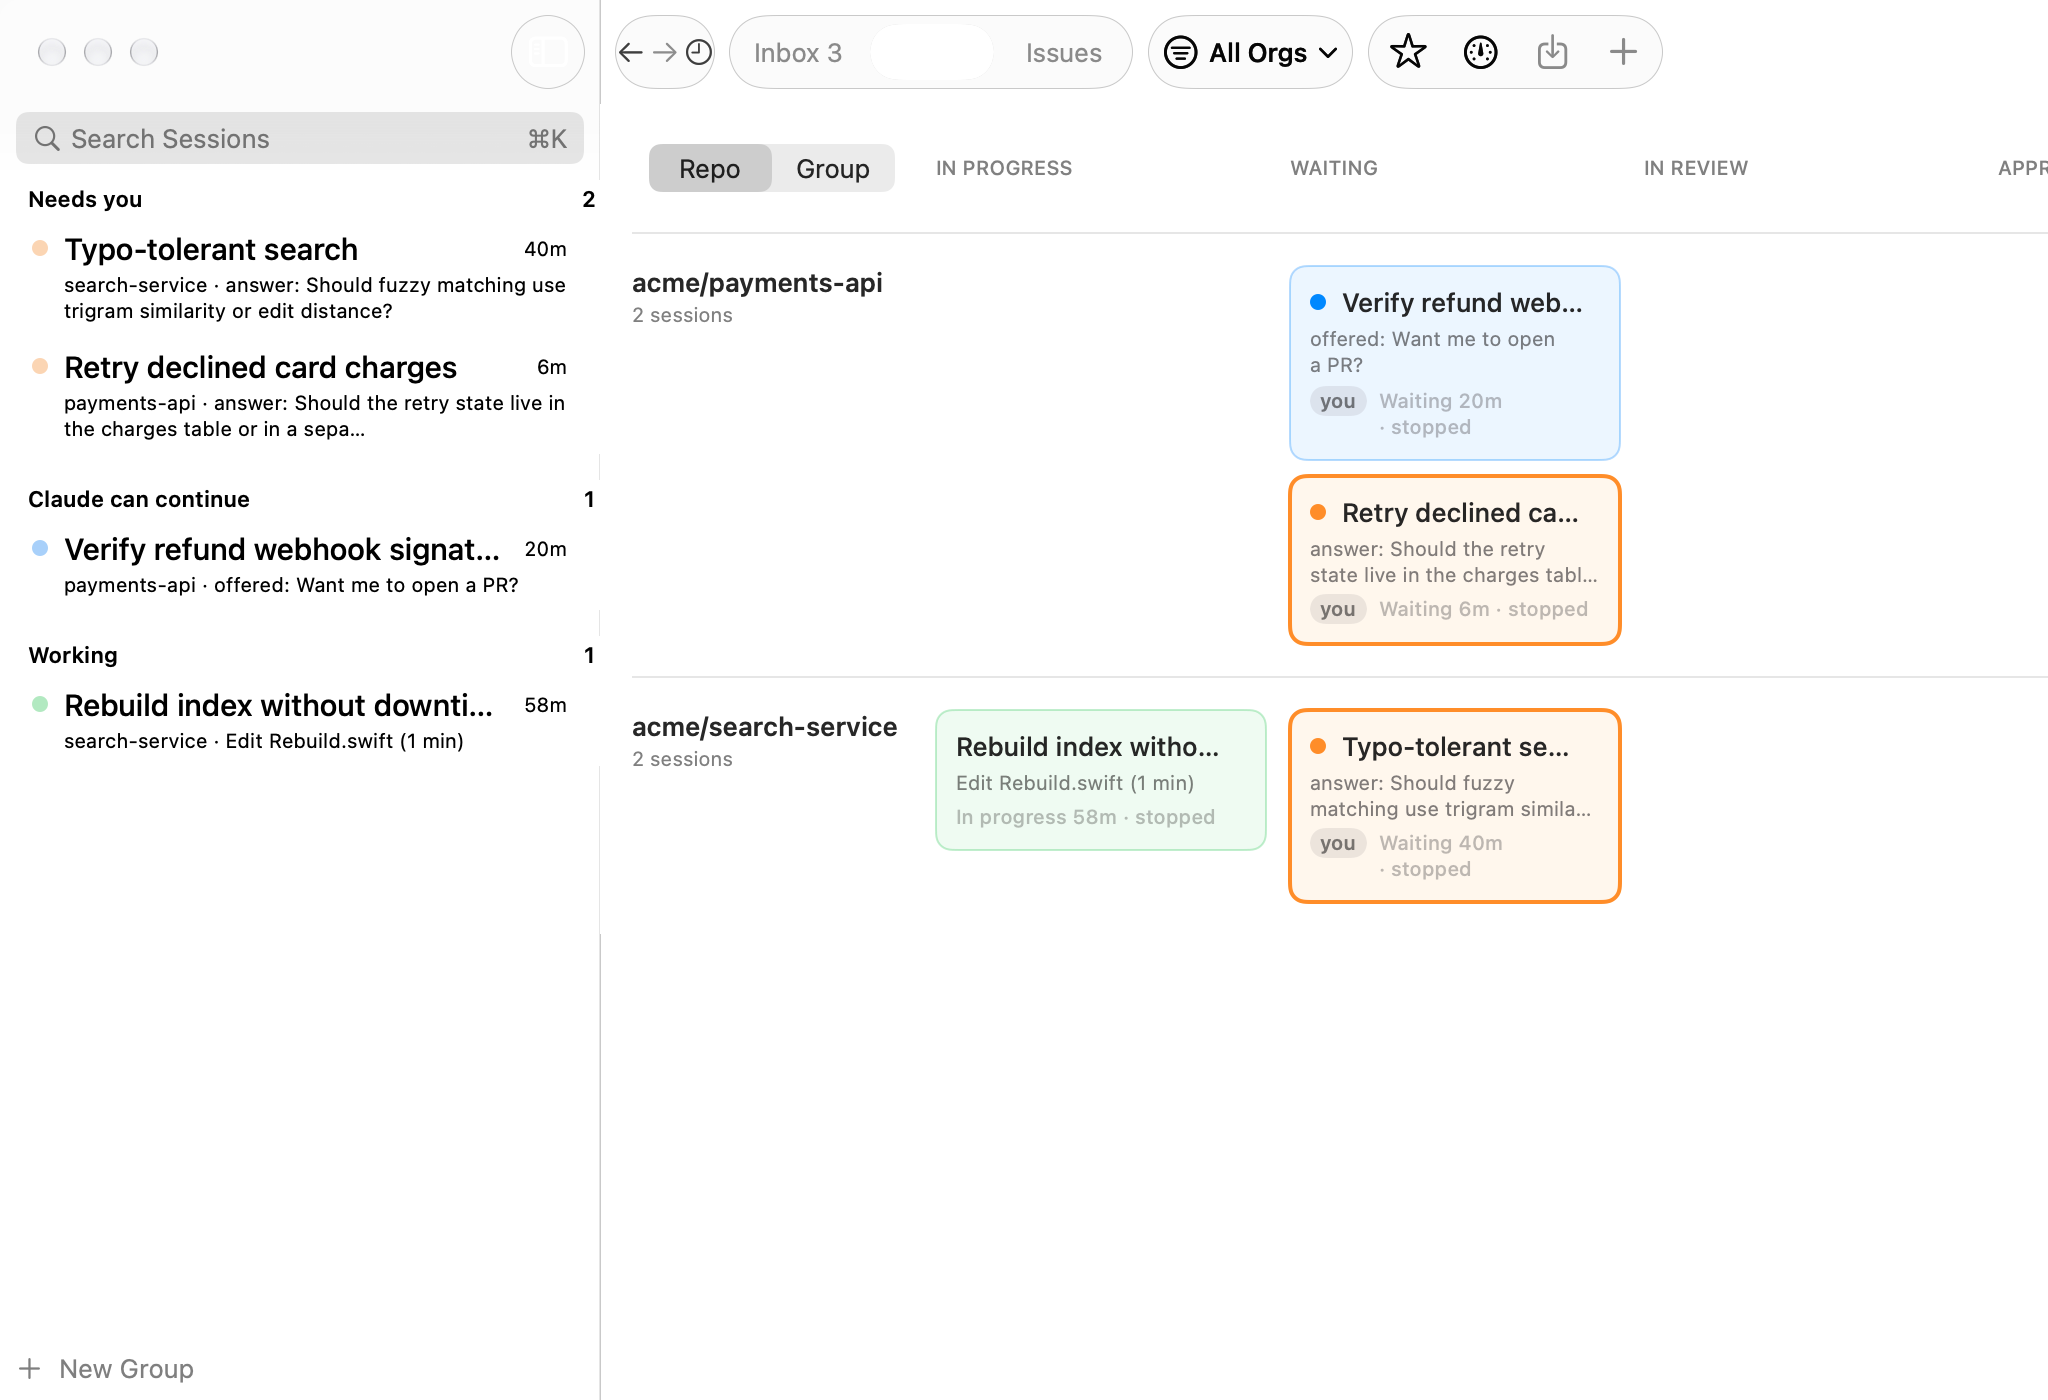 Inbox 3
Issues
All Orgs
Search Sessions
⌘K
Needs you
2
Typo-tolerant search
40m
search-service · answer: Should fuzzy matching use
trigram similarity or edit distance?
Retry declined card charges
6m
payments-api · answer: Should the retry state live in
the charges table or in a sepa...
Claude can continue
1
Verify refund webhook signat...
20m
payments-api · offered: Want me to open a PR?
Working
1
Rebuild index without downti...
58m
search-service · Edit Rebuild.swift (1 min)
New Group
Repo
Group
IN PROGRESS
WAITING
IN REVIEW
APPR
acme/payments-api
2 sessions
Verify refund web...
offered: Want me to open
a PR?
you
Waiting 20m
· stopped
Retry declined ca...
answer: Should the retry
state live in the charges tabl...
you
Waiting 6m · stopped
acme/search-service
2 sessions
Rebuild index witho...
Edit Rebuild.swift (1 min)
In progress 58m · stopped
Typo-tolerant se...
answer: Should fuzzy
matching use trigram simila...
you
Waiting 40m
· stopped